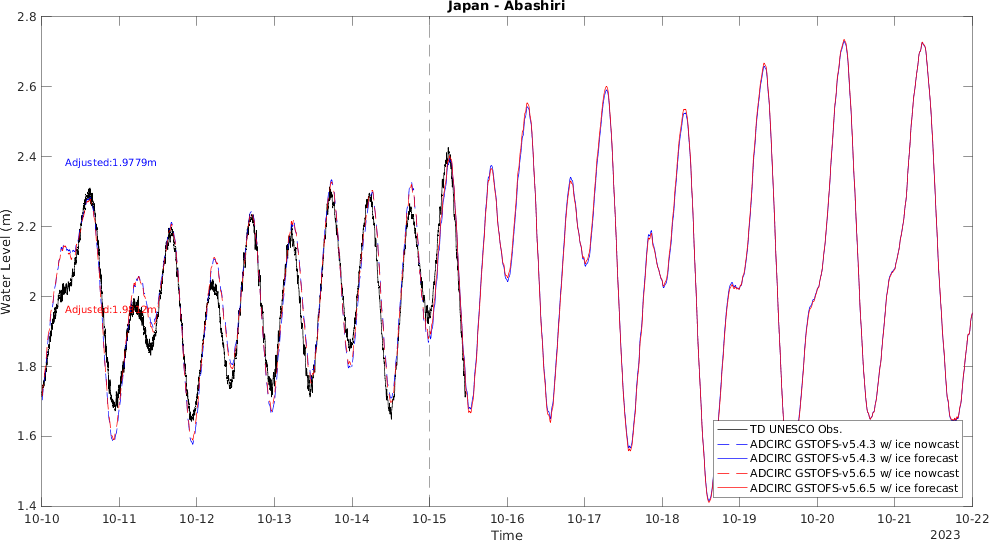 Japan - Abashiri
Water Level (m)
2.8
2.6
2.4
2.2
2
1.8
1.6
1.4
Adjusted:1.9779m
TD UNESCO Obs.
ADCIRC GSTOFS-v5.4.3 w/ ice nowcast
ADCIRC GSTOFS-v5.4.3 w/ ice forecast
ADCIRC GSTOFS-v5.6.5 w/ ice nowcast
ADCIRC GSTOFS-v5.6.5 w/ ice forecast
10-10 10-11 10-12 10-13 10-14 10-15 10-16 10-17 10-18 10-19 10-20 10-21 10-22
Time
2023